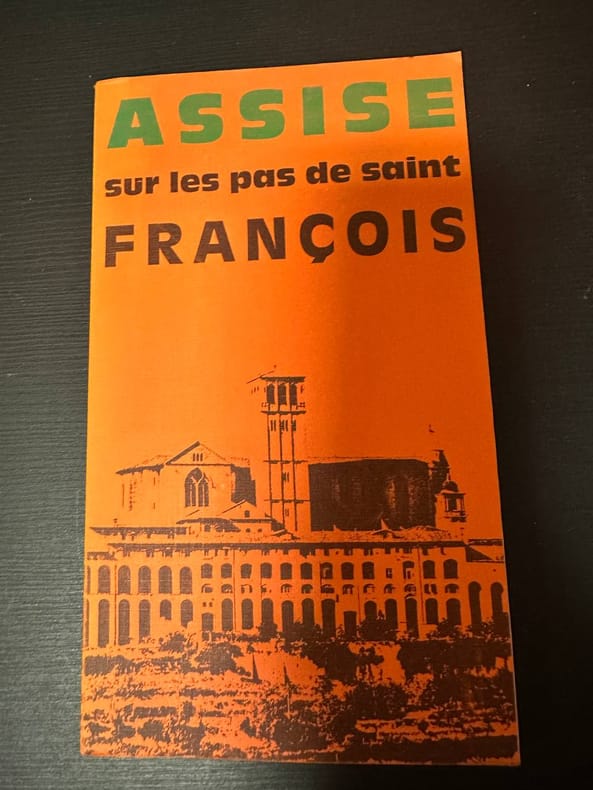 ASSISE
sur les pas de saint
FRANÇOIS